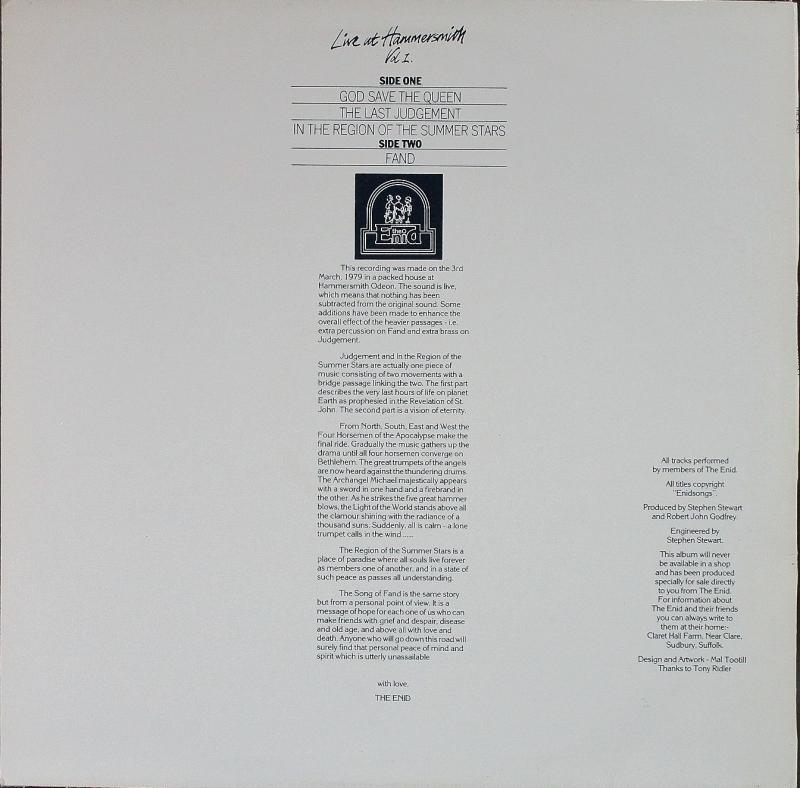 Live at Hammersmith
Vol 1.
SIDE ONE
GOD SAVE THE QUEEN
THE LAST JUDGEMENT
IN THE REGION OF THE SUMMER STARS
SIDE TWO
FAND
the
Enid
This recording was made on the 3rd
March, 1979 in a packed house at
Hammersmith Odeon. The sound is live,
which means that nothing has been
subtracted from the original sound. Some
additions have been made to enhance the
overall effect of the heavier passages - i.e.
extra percussion on Fand and extra brass on
Judgement.
Judgement and In the Region of the
Summer Stars are actually one piece of
music consisting of two movements with a
bridge passage linking the two. The first part
describes the very last hours of life on planet
Earth as prophesied in the Revelation of St.
John. The second part is a vision of eternity.
From North, South, East and West the
Four Horsemen of the Apocalypse make the
final ride. Gradually the music gathers up the
drama until all four horsemen converge on
Bethlehem. The great trumpets of the angels
are now heard against the thundering drums.
The Archangel Michael majestically appears
with a sword in one hand and a firebrand in
the other. As he strikes the five great hammer
blows, the Light of the World stands above all
the clamour shining with the radiance of a
thousand suns. Suddenly, all is calm - a lone
trumpet calls in the wind .....
The Region of the Summer Stars is a
place of paradise where all souls live forever
as members one of another, and in a state of
such peace as passes all understanding.
The Song of Fand is the same story
but from a personal point of view. It is a
message of hope for each one of us who can
make friends with grief and despair, disease
and old age, and above all with love and
death. Anyone who will go down this road will
surely find that personal peace of mind and
spirit which is utterly unassailable
with love,
THE ENID
All tracks performed
by members of The Enid.
All titles copyright
"Enidsongs".
Produced by Stephen Stewart
and Robert John Godfrey.
Engineered by
Stephen Stewart.
This album will never
be available in a shop
and has been produced
specially for sale directly
to you from The Enid.
For information about
The Enid and their friends
you can always write to
them at their home:-
Claret Hall Farm, Near Clare,
Sudbury, Suffolk.
Design and Artwork - Mal Tootill
Thanks to Tony Ridler